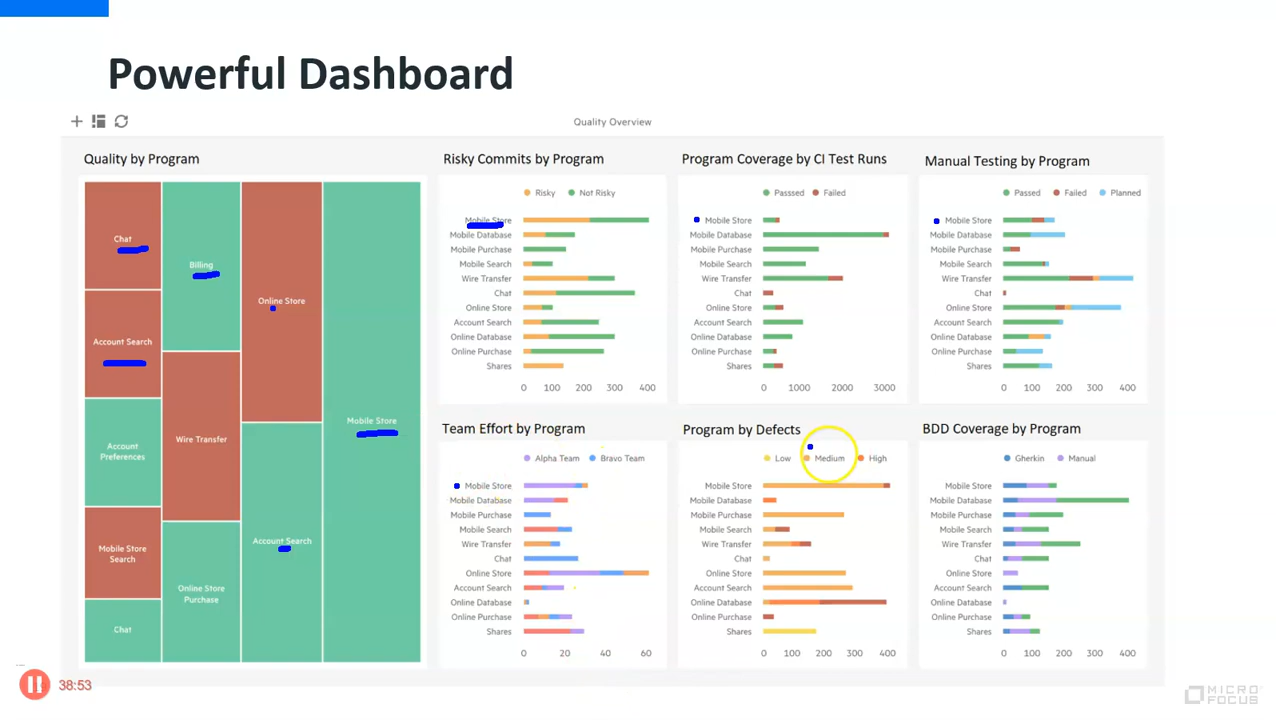 Powerful Dashboard
Quality Overview
Quality by Program
Chat
Account Search
Account
Preferences
Mobile Store
Search
Chat
Billing
Wire Transfer
Online Store
Purchase
Online Store
Account Search
Mobile Store
Risky Commits by Program
Risky Not Risky
Mobile Store
Mobile Database
Mobile Purchase
Mobile Search
Wire Transfer
Chat
Online Store
Account Search
Online Database
Online Purchase
Shares
0 100 200 300 400
Program Coverage by CI Test Runs
Passsed Failed
Mobile Store
Mobile Database
Mobile Purchase
Mobile Search
Wire Transfer
Chat
Online Store
Account Search
Online Database
Online Purchase
Shares
0 1000 2000 3000
Manual Testing by Program
Passed Failed Planned
Mobile Store
Mobile Database
Mobile Purchase
Mobile Search
Wire Transfer
Chat
Online Store
Account Search
Online Database
Online Purchase
Shares
0 100 200 300 400
Team Effort by Program
Alpha Team Bravo Team
Mobile Store
Mobile Database
Mobile Purchase
Mobile Search
Wire Transfer
Chat
Online Store
Account Search
Online Database
Online Purchase
Shares
0 20 40 60
Program by Defects
Low Medium High
Mobile Store
Mobile Database
Mobile Purchase
Mobile Search
Wire Transfer
Chat
Online Store
Account Search
Online Database
Online Purchase
Shares
0 100 200 300 400
BDD Coverage by Program
Gherkin Manual
Mobile Store
Mobile Database
Mobile Purchase
Mobile Search
Wire Transfer
Chat
Online Store
Account Search
Online Database
Online Purchase
Shares
0 100 200 300 400
38:53
MICRO
FOCUS